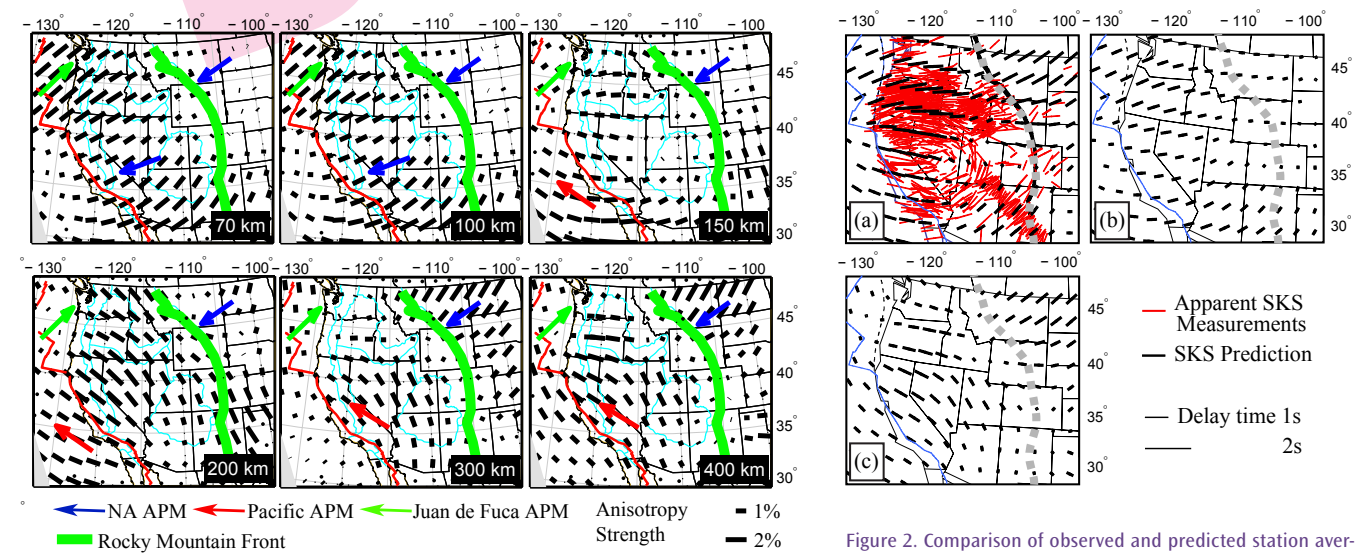 −130° −120° −110° −100°
−130° −120° −110° −100°
−130° −120° −110° −100°
45°
40°
35°
30°
70 km
100 km
150 km
−130° −120° −110° −100°
−130° −120° −110° −100°
−130° −120° −110° −100°
45°
40°
35°
30°
200 km
300 km
400 km
NA APM
Pacific APM
Juan de Fuca APM
Rocky Mountain Front
Anisotropy
Strength
1%
2%
−130° −120° −110° −100°
−130° −120° −110° −100°
45°
40°
35°
30°
45°
40°
35°
30°
(a)
(b)
−130° −120° −110° −100°
45°
40°
35°
30°
(c)
Apparent SKS
Measurements
SKS Prediction
Delay time 1s
2s
Figure 2. Comparison of observed and predicted station aver-